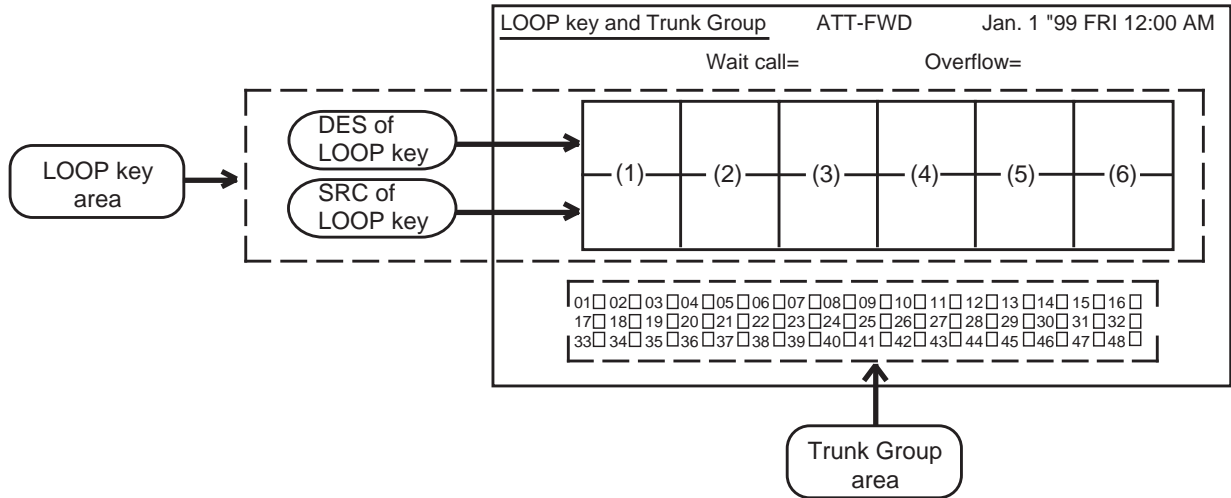 LOOP key and Trunk Group ATT-FWD Jan. 1 "99 FRI 12:00 AM
Wait call= Overflow=
DES of
LOOP key
LOOP key
area
SRC of
LOOP key
(1) (2) (3) (4) (5) (6)
01 02 03 04 05 06 07 08 09 10 11 12 13 14 15 16
17 18 19 20 21 22 23 24 25 26 27 28 29 30 31 32
33 34 35 36 37 38 39 40 41 42 43 44 45 46 47 48
Trunk Group
area